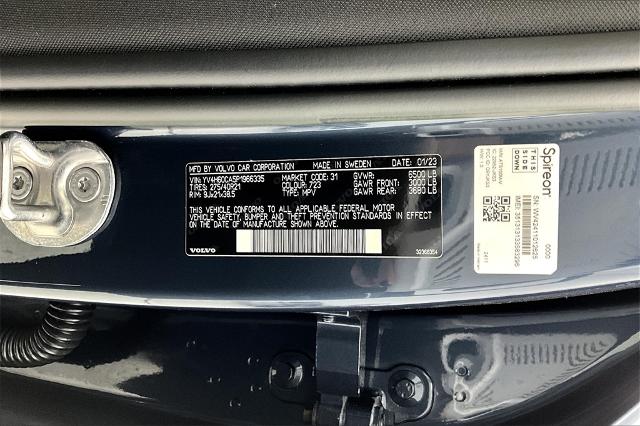 MFD BY VOLVO CAR CORPORATION MADE IN SWEDEN DATE: 01/23
VIN: YV4H60CA5P1966335 MARKET CODE: 31 GVWR: 6500 LB
TIRES: 275/40R21 COLOUR: 723 GAWR FRONT: 3000 LB
RIM: 9Jx21x38.5 TYPE: MPV GAWR REAR: 3690 LB
THIS VEHICLE CONFORMS TO ALL APPLICABLE FEDERAL MOTOR
VEHICLE SAFETY, BUMPER AND THEFT PREVENTION STANDARDS IN EFFECT
ON THE DATE OF MANUFACTURE SHOWN ABOVE.
VOLVO
Spireon
THIS
SIDE
DOWN
0000